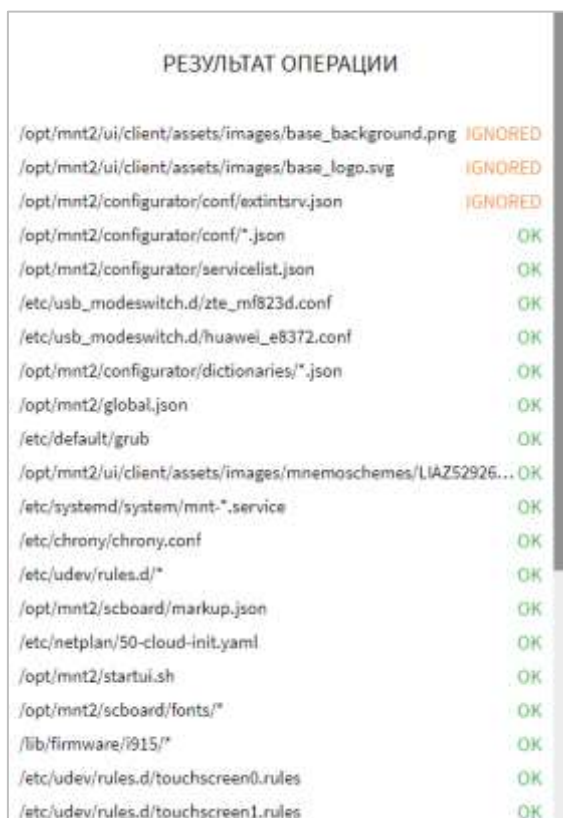 РЕЗУЛЬТАТ ОПЕРАЦИИ
/opt/mnt2/ui/client/assets/images/base_background.png IGNORED
/opt/mnt2/ui/client/assets/images/base_logo.svg IGNORED
/opt/mnt2/configurator/conf/extintsrv.json IGNORED
/opt/mnt2/configurator/conf/*.json OK
/opt/mnt2/configurator/servicelist.json OK
/etc/usb_modeswitch.d/zte_mf823d.conf OK
/etc/usb_modeswitch.d/huawei_e8372.conf OK
/opt/mnt2/configurator/dictionaries/*.json OK
/opt/mnt2/global.json OK
/etc/default/grub OK
/opt/mnt2/ui/client/assets/images/mnemoschemes/LIAZ52926... OK
/etc/systemd/system/mnt-*.service OK
/etc/chrony/chrony.conf OK
/etc/udev/rules.d/* OK
/opt/mnt2/scboard/markup.json OK
/etc/netplan/50-cloud-init.yaml OK
/opt/mnt2/startui.sh OK
/opt/mnt2/scboard/fonts/* OK
/lib/firmware/i915/* OK
/etc/udev/rules.d/touchscreen0.rules OK
/etc/udev/rules.d/touchscreen1.rules OK